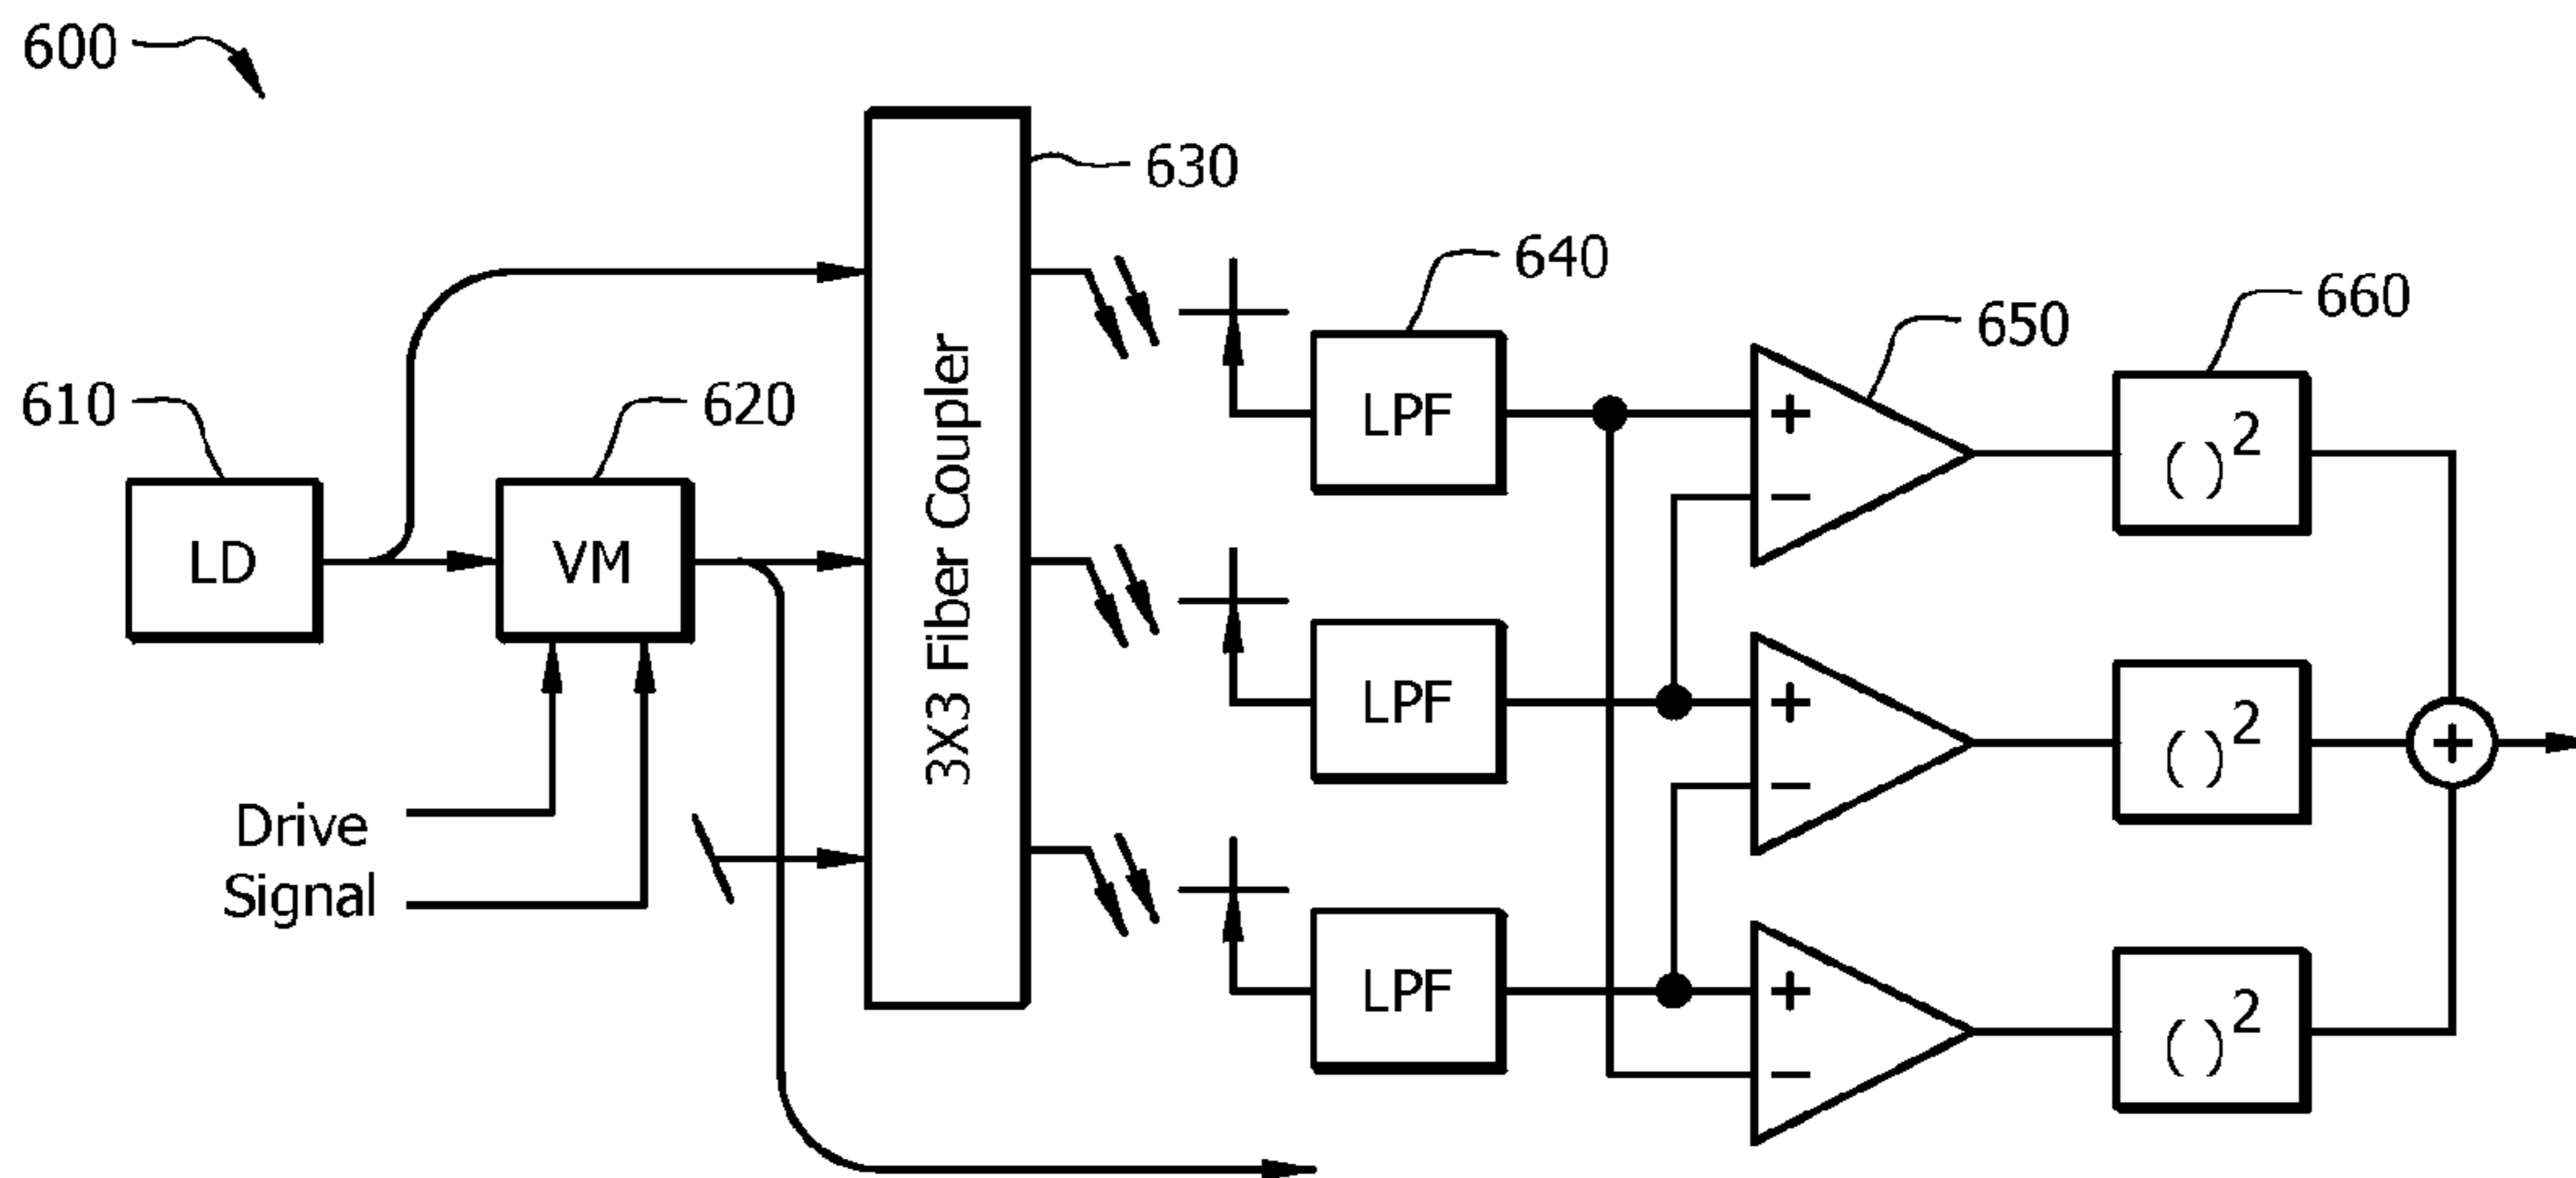 600
630
640
660
650
610
620
LD
VM
3X3 Fiber Coupler
LPF
+
−
( )²
LPF
+
−
( )²
+
Drive
Signal
LPF
+
−
( )²